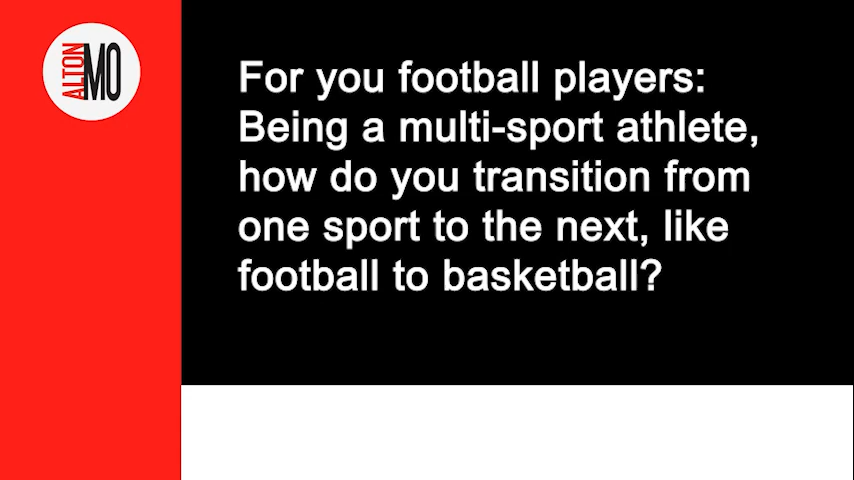 ALTON
MO
For you football players:
Being a multi-sport athlete,
how do you transition from
one sport to the next, like
football to basketball?